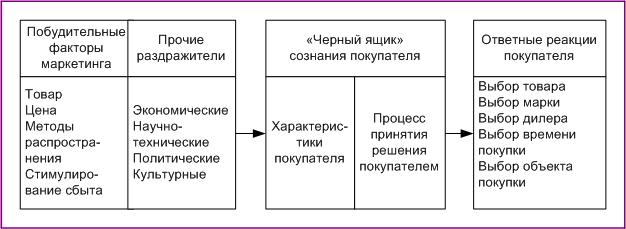 Побудительные
факторы
маркетинга
Товар
Цена
Методы
распростра-
нения
Стимулиро-
вание сбыта
Прочие
раздражители
Экономические
Научно-
технические
Политические
Культурные
«Черный ящик»
сознания покупателя
Характерис-
тики
покупателя
Процесс
принятия
решения
покупателем
Ответные реакции
покупателя
Выбор товара
Выбор марки
Выбор дилера
Выбор времени
покупки
Выбор объекта
покупки